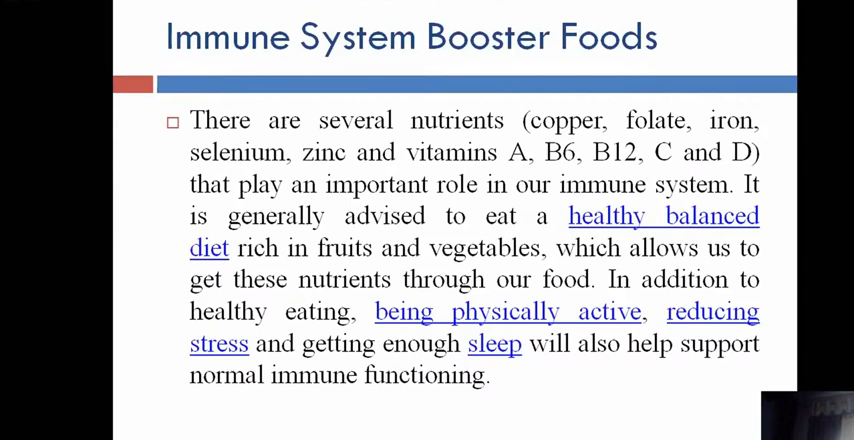 Immune System Booster Foods
There are several nutrients (copper, folate, iron,
selenium, zinc and vitamins A, B6, B12, C and D)
that play an important role in our immune system. It
is generally advised to eat a healthy balanced
diet rich in fruits and vegetables, which allows us to
get these nutrients through our food. In addition to
healthy eating, being physically active, reducing
stress and getting enough sleep will also help support
normal immune functioning.